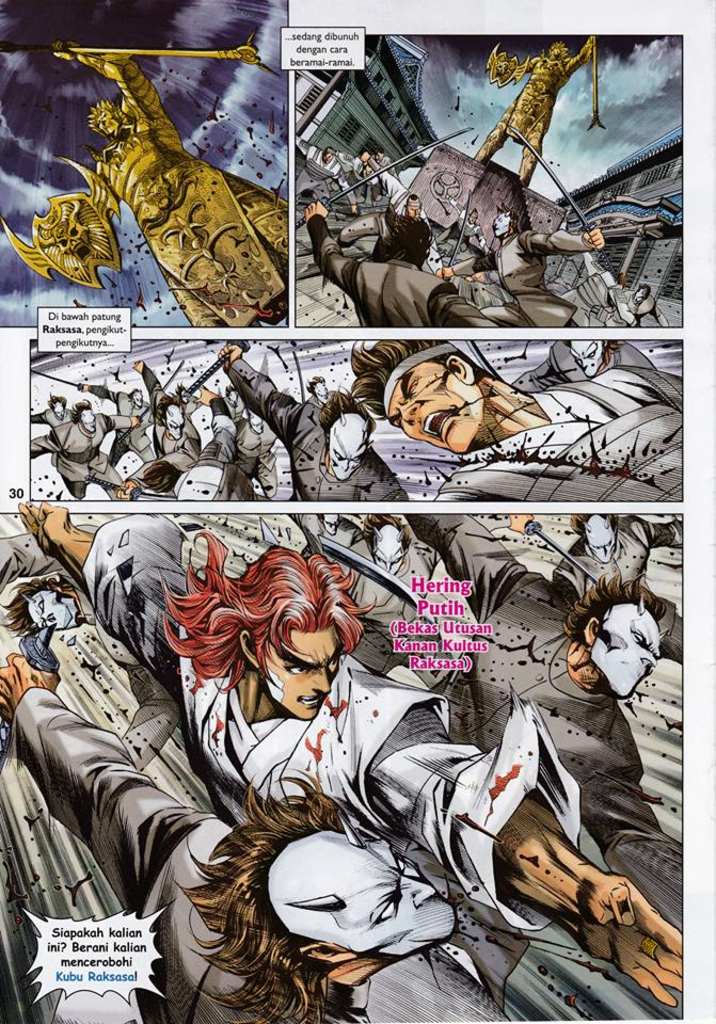 Di bawah patung
Raksasa, pengikut-
pengikutnya...
...sedang dibunuh
dengan cara
beramai-ramai.
30
Hering
Putih
(Bekas Utusan
Kanan Kultus
Raksasa)
Siapakah kalian
ini? Berani kalian
mencerobohi
Kubu Raksasa!